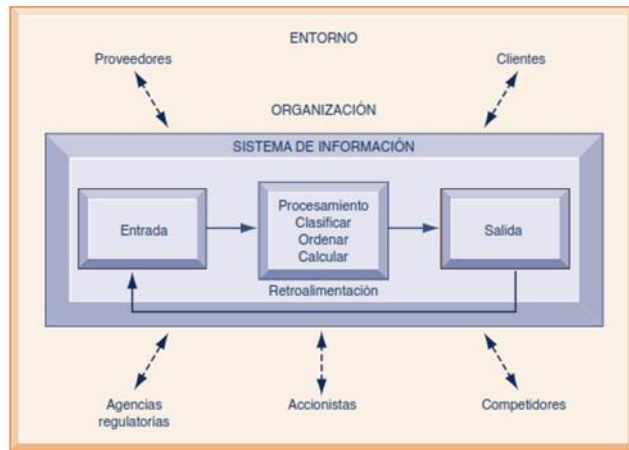 ENTORNO
Proveedores
Clientes
ORGANIZACIÓN
SISTEMA DE INFORMACIÓN
Entrada
Procesamiento
Clasificar
Ordenar
Calcular
Salida
Retroalimentación
Agencias
regulatorias
Accionistas
Competidores